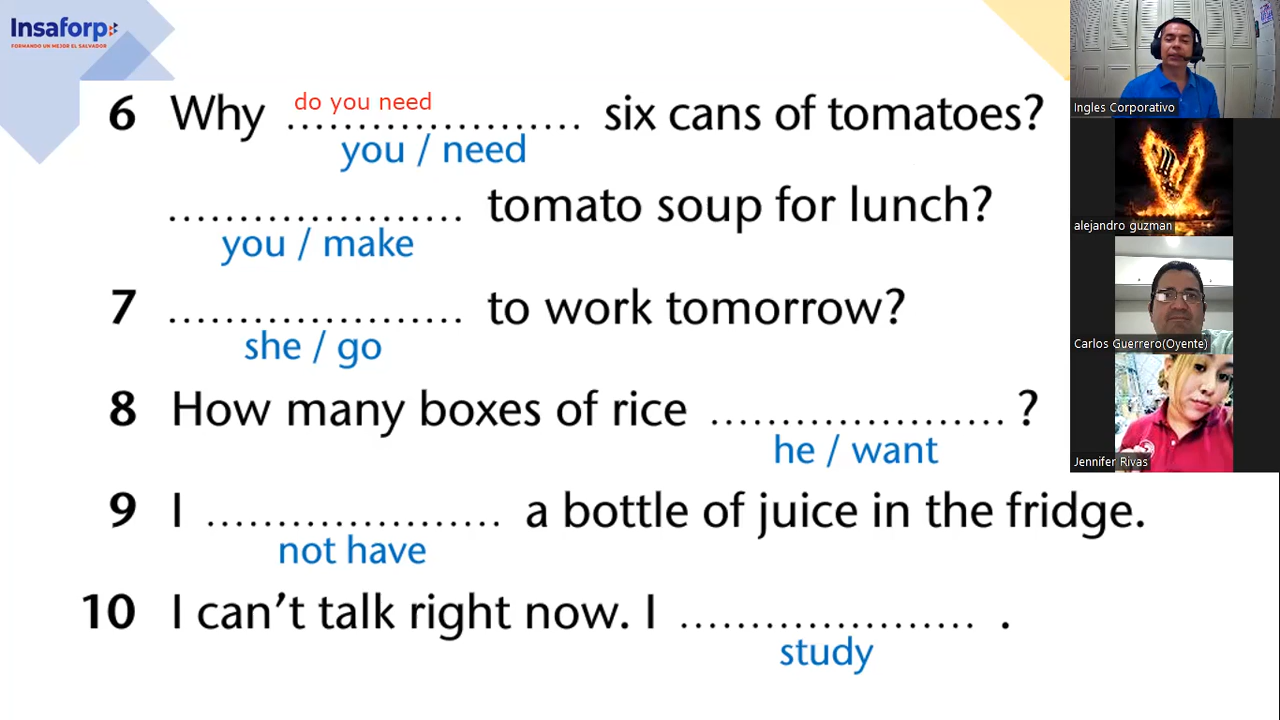 Insaforp
FORMANDO UN MEJOR EL SALVADOR
6 Why do you need six cans of tomatoes?
you / need
..................... tomato soup for lunch?
you / make
7 ..................... to work tomorrow?
she / go
8 How many boxes of rice ..................... ?
he / want
9 I ..................... a bottle of juice in the fridge.
not have
10 I can't talk right now. I ..................... .
study
Ingles Corporativo
alejandro guzman
Carlos Guerrero(Oyente)
Jennifer Rivas